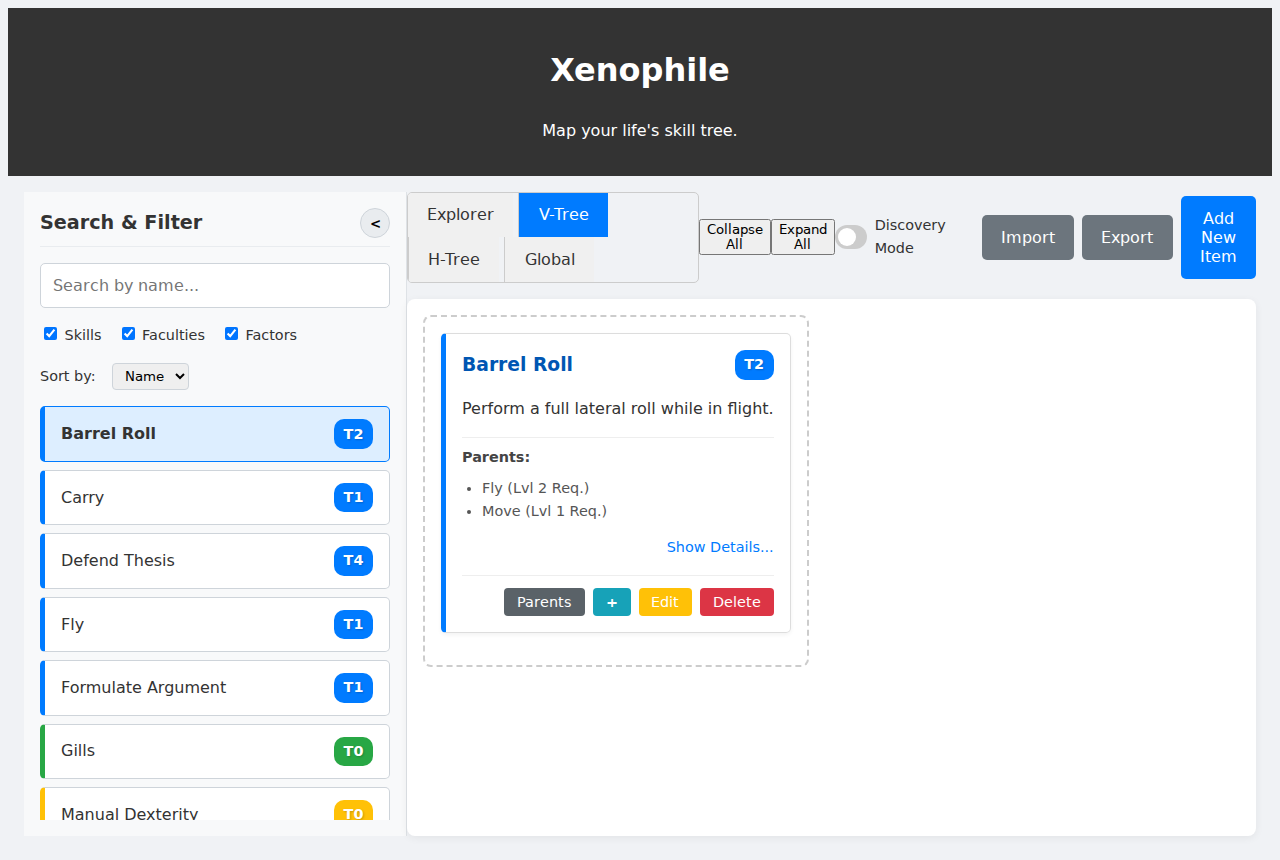 Xenophile
Map your life's skill tree.
Search & Filter
<
Search by name...
Skills
Faculties
Factors
Sort by:
Name
Barrel Roll
T2
Carry
T1
Defend Thesis
T4
Fly
T1
Formulate Argument
T1
Gills
T0
Manual Dexterity
T0
Explorer
V-Tree
H-Tree
Global
Collapse
All
Expand
All
Discovery
Mode
Import
Export
Add
New
Item
Barrel Roll
T2
Perform a full lateral roll while in flight.
Parents:
• Fly (Lvl 2 Req.)
• Move (Lvl 1 Req.)
Show Details...
Parents
+
Edit
Delete